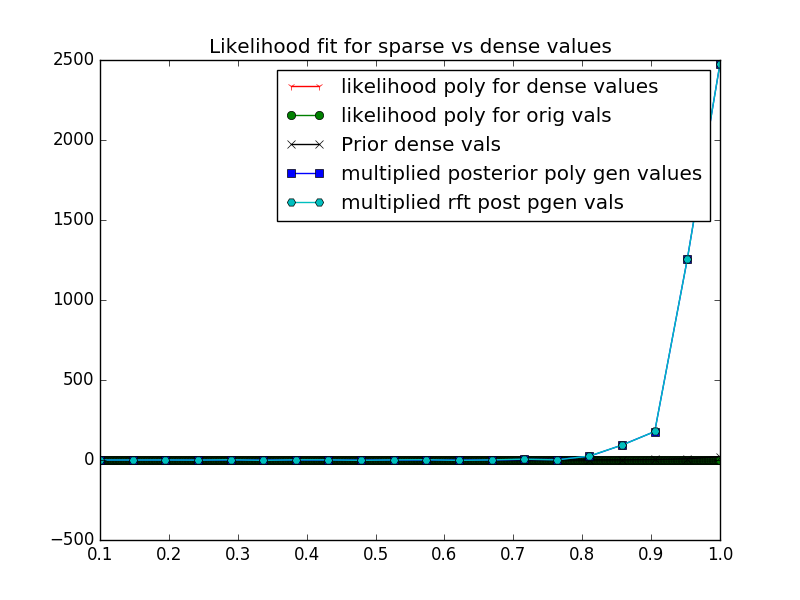 Likelihood fit for sparse vs dense values
2500
2000
1500
1000
500
0
−500
likelihood poly for dense values
likelihood poly for orig vals
Prior dense vals
multiplied posterior poly gen values
multiplied rft post pgen vals
0.1 0.2 0.3 0.4 0.5 0.6 0.7 0.8 0.9 1.0